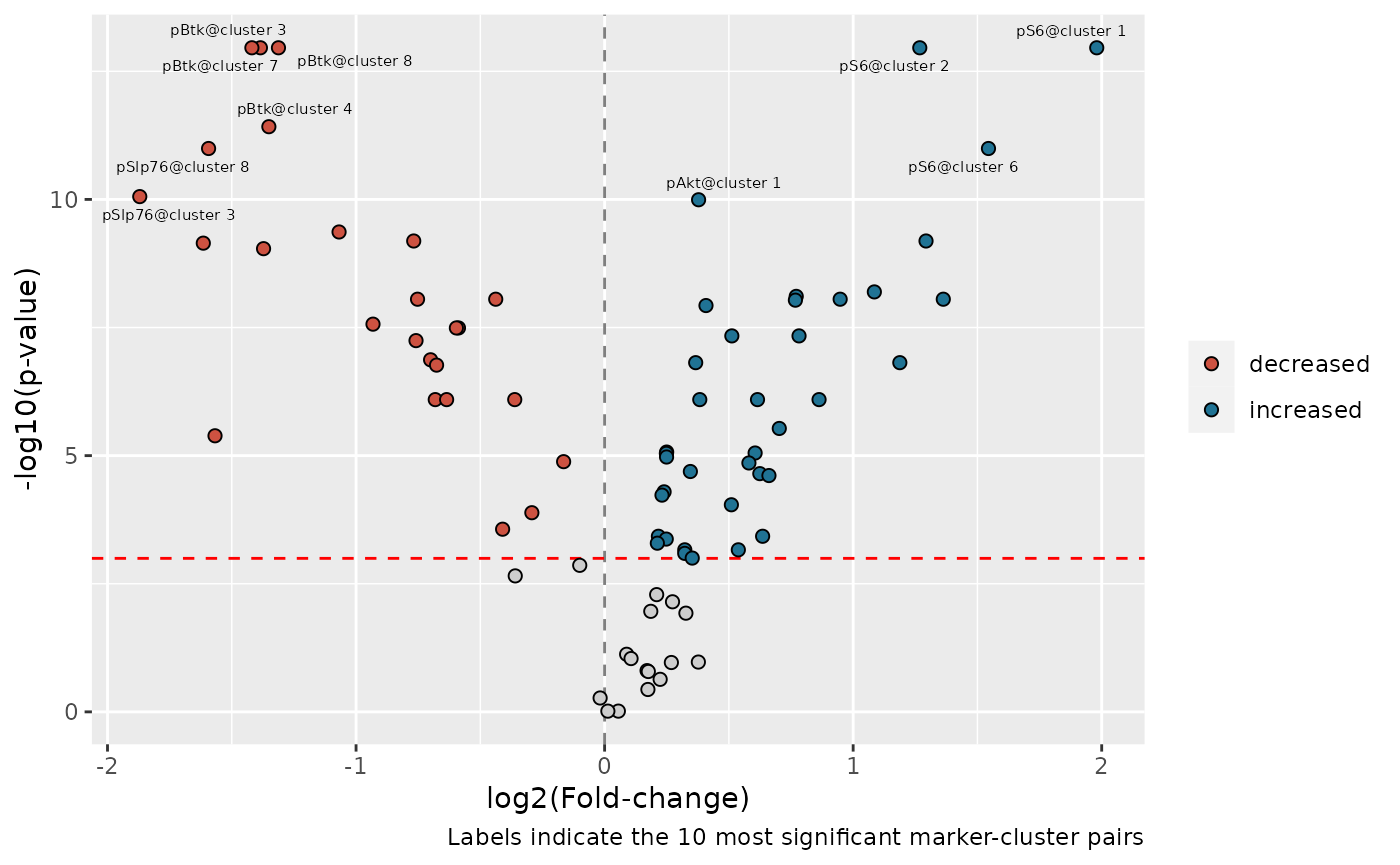 pBtk@cluster 3
pS6@cluster 1
pBtk@cluster 7
pBtk@cluster 8
pS6@cluster 2
pBtk@cluster 4
pSlp76@cluster 8
pS6@cluster 6
pAkt@cluster 1
pSlp76@cluster 3
10
5
0
-log10(p-value)
-2
-1
0
1
2
log2(Fold-change)
decreased
increased
Labels indicate the 10 most significant marker-cluster pairs